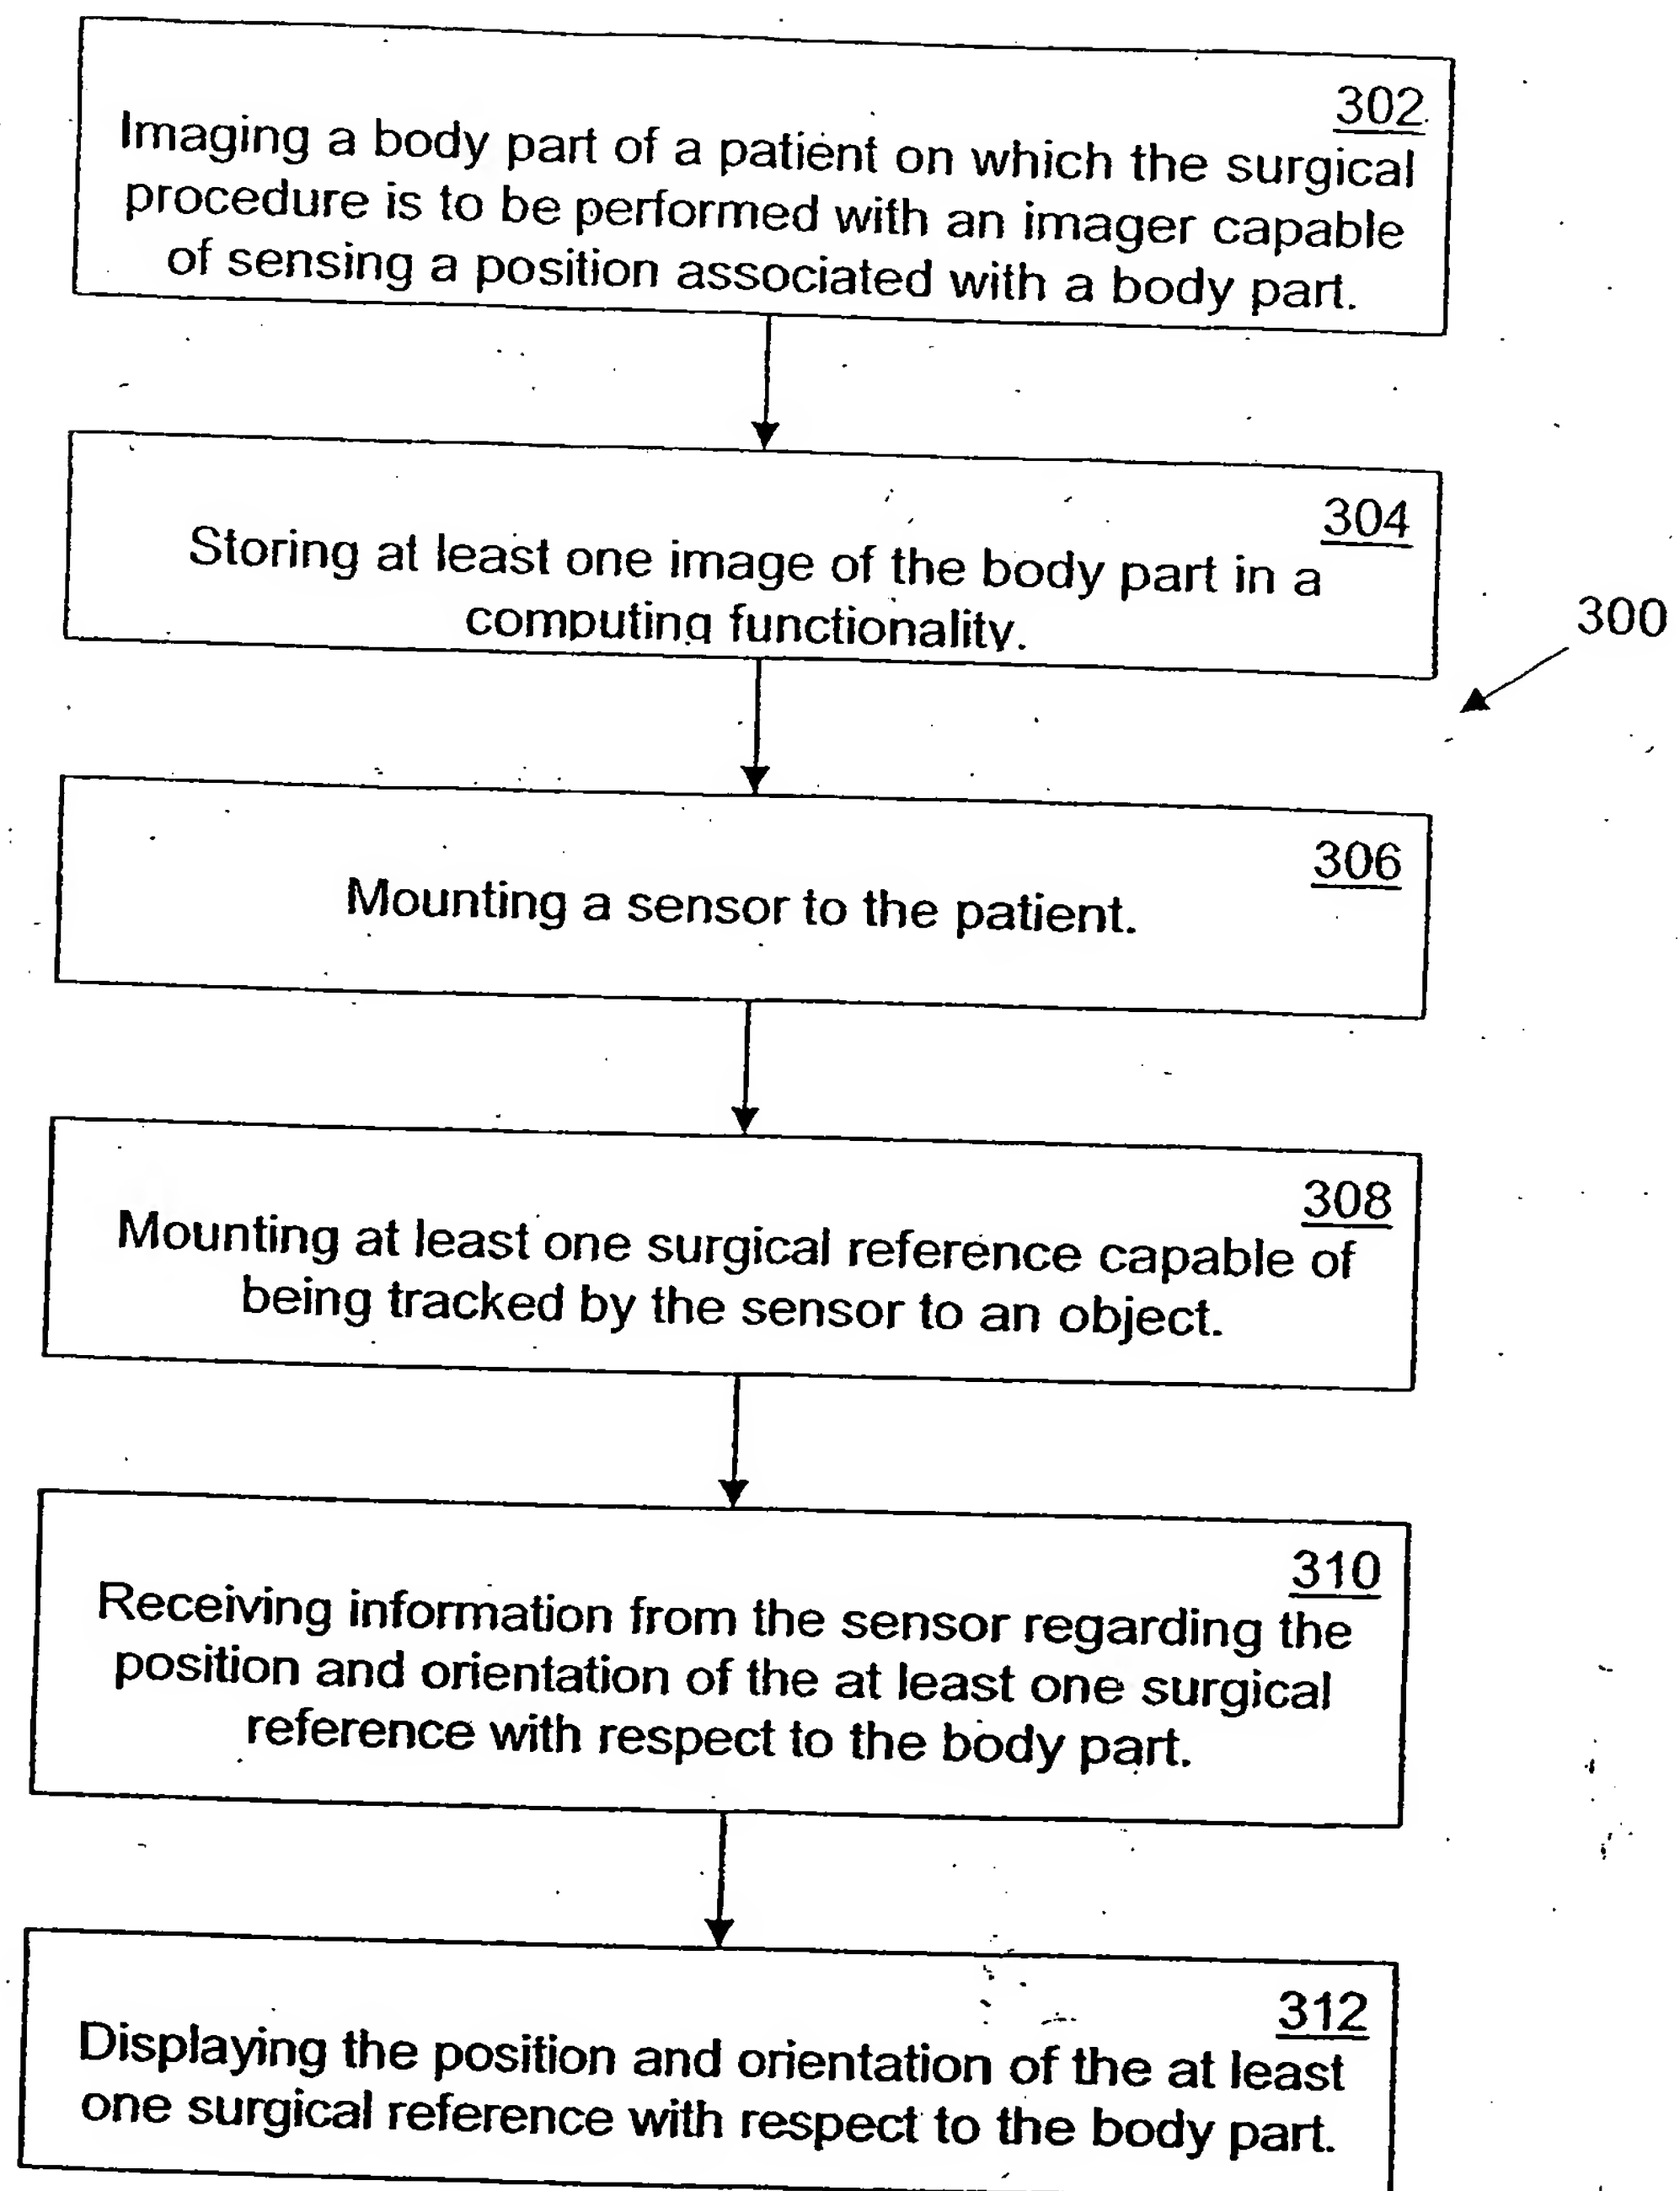 302
Imaging a body part of a patient on which the surgical
procedure is to be performed with an imager capable
of sensing a position associated with a body part.
304
Storing at least one image of the body part in a
computing functionality.
300
306
Mounting a sensor to the patient.
308
Mounting at least one surgical reference capable of
being tracked by the sensor to an object.
310
Receiving information from the sensor regarding the
position and orientation of the at least one surgical
reference with respect to the body part.
312
Displaying the position and orientation of the at least
one surgical reference with respect to the body part.